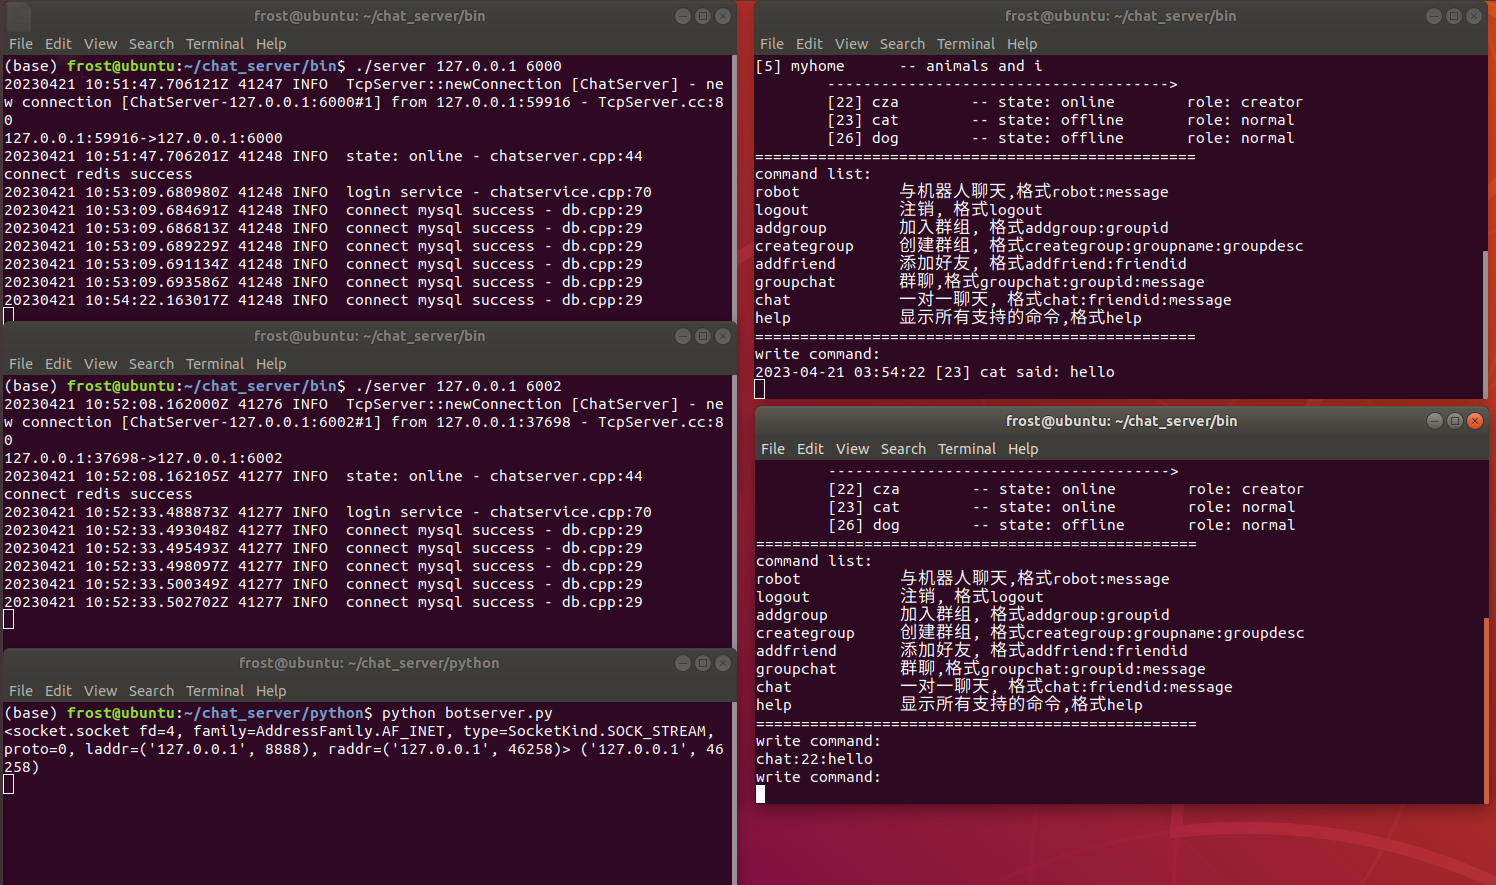 frost@ubuntu: ~/chat_server/bin
File Edit View Search Terminal Help
(base) frost@ubuntu:~/chat_server/bin$ ./server 127.0.0.1 6000
20230421 10:51:47.706121Z 41247 INFO  TcpServer::newConnection [ChatServer] - ne
w connection [ChatServer-127.0.0.1:6000#1] from 127.0.0.1:59916 - TcpServer.cc:8
0
127.0.0.1:59916->127.0.0.1:6000
20230421 10:51:47.706201Z 41248 INFO  state: online - chatserver.cpp:44
connect redis success
20230421 10:53:09.680980Z 41248 INFO  login service - chatservice.cpp:70
20230421 10:53:09.684691Z 41248 INFO  connect mysql success - db.cpp:29
20230421 10:53:09.686813Z 41248 INFO  connect mysql success - db.cpp:29
20230421 10:53:09.689229Z 41248 INFO  connect mysql success - db.cpp:29
20230421 10:53:09.691134Z 41248 INFO  connect mysql success - db.cpp:29
20230421 10:53:09.693586Z 41248 INFO  connect mysql success - db.cpp:29
20230421 10:54:22.163017Z 41248 INFO  connect mysql success - db.cpp:29
frost@ubuntu: ~/chat_server/bin
File Edit View Search Terminal Help
(base) frost@ubuntu:~/chat_server/bin$ ./server 127.0.0.1 6002
20230421 10:52:08.162000Z 41276 INFO  TcpServer::newConnection [ChatServer] - ne
w connection [ChatServer-127.0.0.1:6002#1] from 127.0.0.1:37698 - TcpServer.cc:8
0
127.0.0.1:37698->127.0.0.1:6002
20230421 10:52:08.162105Z 41277 INFO  state: online - chatserver.cpp:44
connect redis success
20230421 10:52:33.488873Z 41277 INFO  login service - chatservice.cpp:70
20230421 10:52:33.493048Z 41277 INFO  connect mysql success - db.cpp:29
20230421 10:52:33.495493Z 41277 INFO  connect mysql success - db.cpp:29
20230421 10:52:33.498097Z 41277 INFO  connect mysql success - db.cpp:29
20230421 10:52:33.500349Z 41277 INFO  connect mysql success - db.cpp:29
20230421 10:52:33.502702Z 41277 INFO  connect mysql success - db.cpp:29
frost@ubuntu: ~/chat_server/python
File Edit View Search Terminal Help
(base) frost@ubuntu:~/chat_server/python$ python botserver.py
<socket.socket fd=4, family=AddressFamily.AF_INET, type=SocketKind.SOCK_STREAM,
proto=0, laddr=('127.0.0.1', 8888), raddr=('127.0.0.1', 46258)> ('127.0.0.1', 46
258)
frost@ubuntu: ~/chat_server/bin
File Edit View Search Terminal Help
[5] myhome      -- animals and i
-------------------------------------->
[22] cza        -- state: online        role: creator
[23] cat        -- state: offline       role: normal
[26] dog        -- state: offline       role: normal
=================================================
command list:
robot           与机器人聊天,格式robot:message
logout          注销, 格式logout
addgroup        加入群组, 格式addgroup:groupid
creategroup     创建群组, 格式creategroup:groupname:groupdesc
addfriend       添加好友, 格式addfriend:friendid
groupchat       群聊,格式groupchat:groupid:message
chat            一对一聊天, 格式chat:friendid:message
help            显示所有支持的命令,格式help
=================================================
write command:
2023-04-21 03:54:22 [23] cat said: hello
frost@ubuntu: ~/chat_server/bin
File Edit View Search Terminal Help
-------------------------------------->
[22] cza        -- state: online        role: creator
[23] cat        -- state: online        role: normal
[26] dog        -- state: offline       role: normal
=================================================
command list:
robot           与机器人聊天,格式robot:message
logout          注销, 格式logout
addgroup        加入群组, 格式addgroup:groupid
creategroup     创建群组, 格式creategroup:groupname:groupdesc
addfriend       添加好友, 格式addfriend:friendid
groupchat       群聊,格式groupchat:groupid:message
chat            一对一聊天, 格式chat:friendid:message
help            显示所有支持的命令,格式help
=================================================
write command:
chat:22:hello
write command: